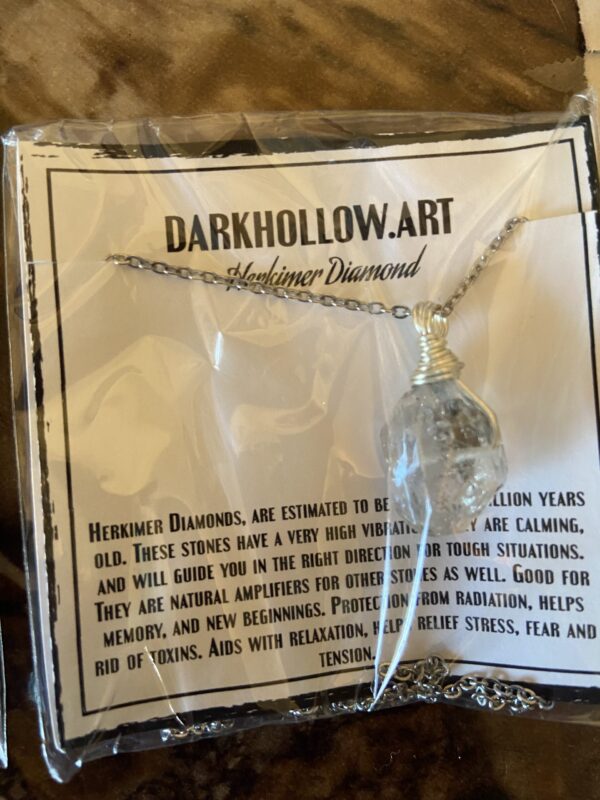 DARKHOLLOW.ART
Herkimer Diamond
HERKIMER DIAMONDS, ARE ESTIMATED TO BE YEARS
OLD. THESE STONES HAVE A VERY HIGH ARE CALMING,
AND WILL GUIDE YOU IN THE RIGHT DIRECTION FOR TOUGH SITUATIONS.
THEY ARE NATURAL AMPLIFIERS FOR OTHER STONES AS WELL. GOOD FOR
MEMORY, AND NEW BEGINNINGS. PROTECTION FROM RADIATION, HELPS
RID OF TOXINS. AIDS WITH RELAXATION, HELPS RELIEF STRESS, FEAR AND
TENSION.